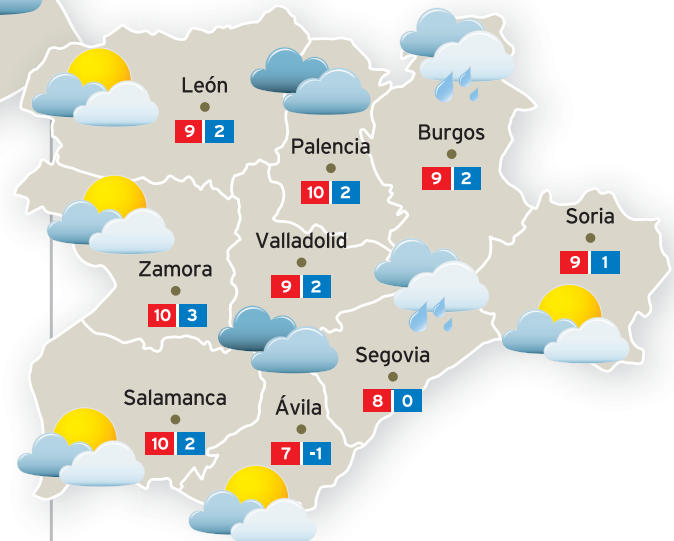 León
9 2
Palencia
10 2
Burgos
9 2
Soria
9 1
Valladolid
9 2
Zamora
10 3
Segovia
8 0
Salamanca
10 2
Ávila
7 -1